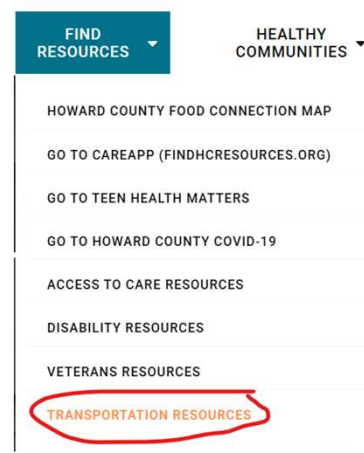 FIND
RESOURCES
HEALTHY
COMMUNITIES
HOWARD COUNTY FOOD CONNECTION MAP
GO TO CAREAPP (FINDHCRESOURCES.ORG)
GO TO TEEN HEALTH MATTERS
GO TO HOWARD COUNTY COVID-19
ACCESS TO CARE RESOURCES
DISABILITY RESOURCES
VETERANS RESOURCES
TRANSPORTATION RESOURCES